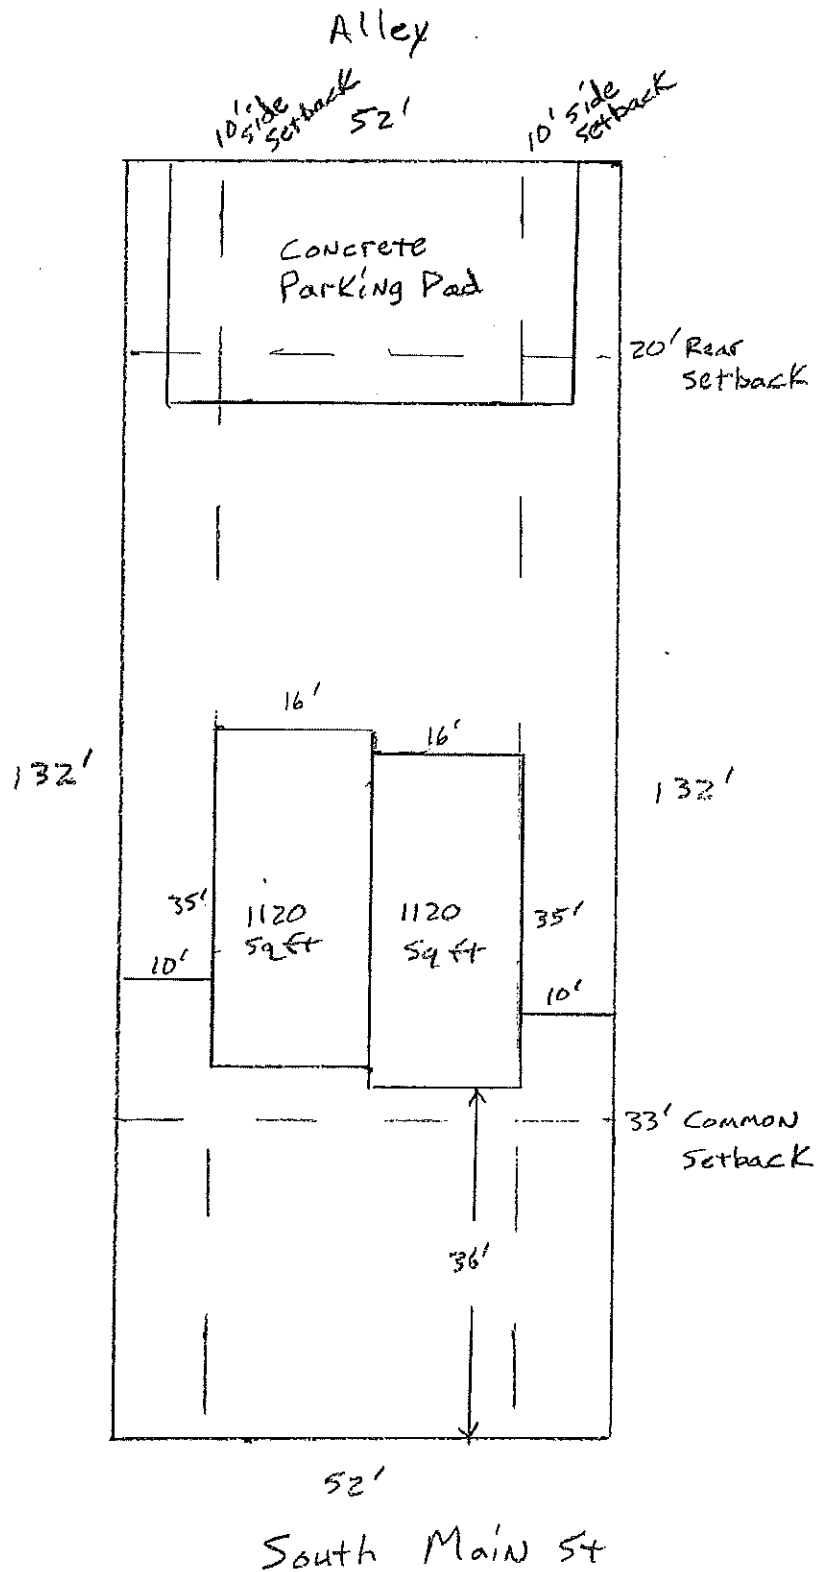 Alley
10' side
setback
52'
10' side
setback
Concrete
Parking Pad
20' Rear
setback
16'
16'
132'
132'
35'
1120
sq ft
1120
sq ft
35'
10'
10'
33' Common
Setback
36'
52'
South Main St